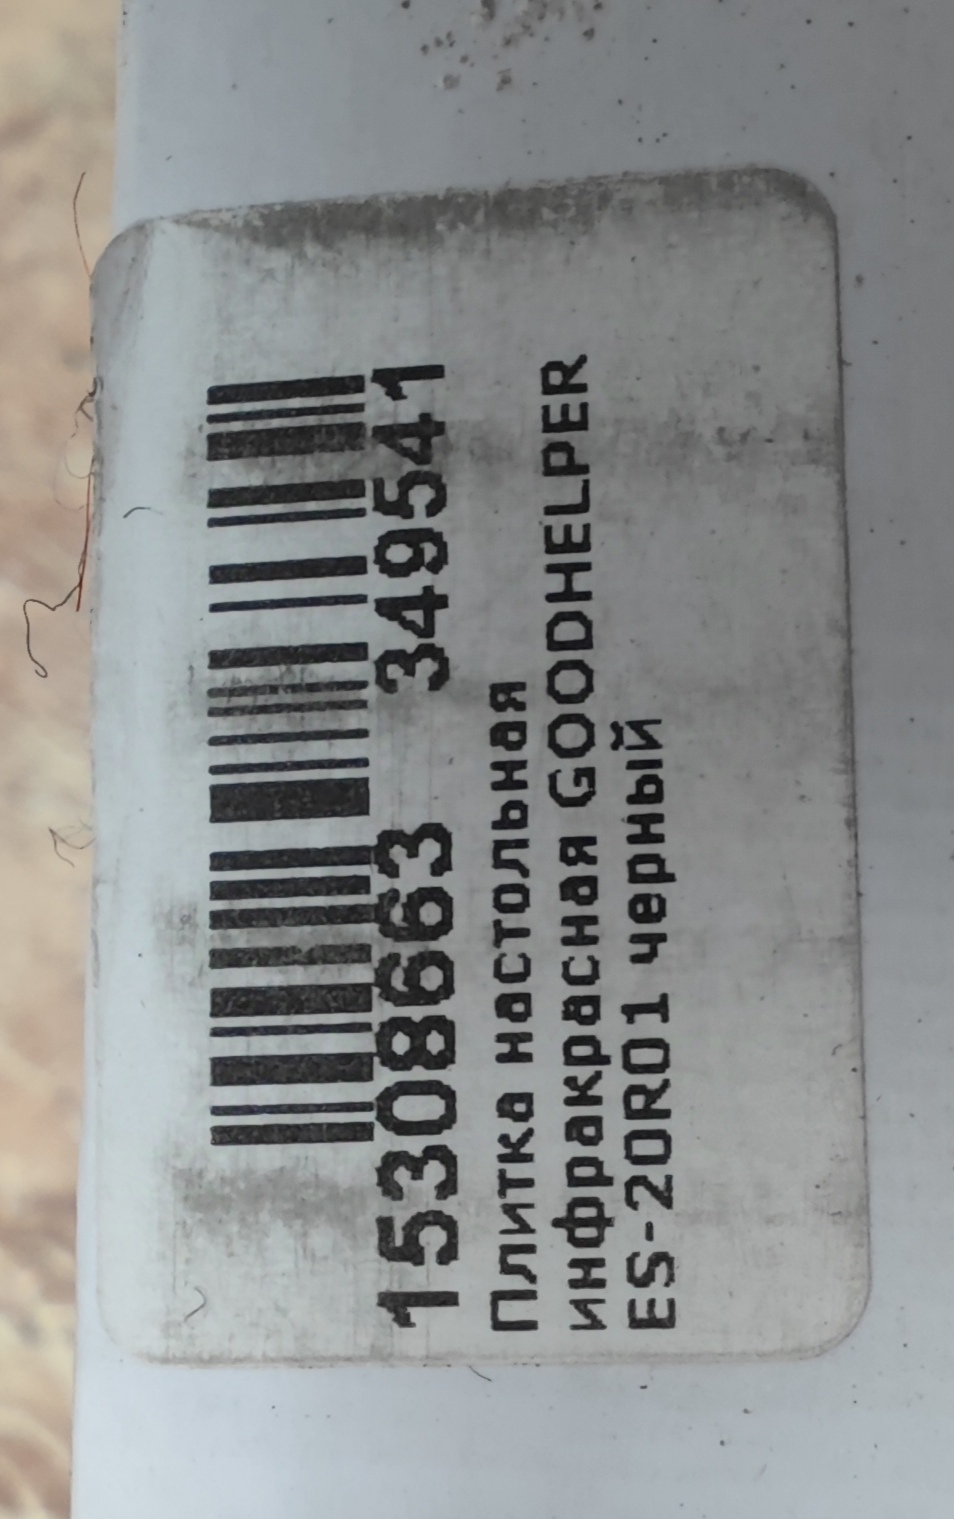 15308663 349541
Плитка настольная
инфракрасная GOODHELPER
ES-20R01 черный